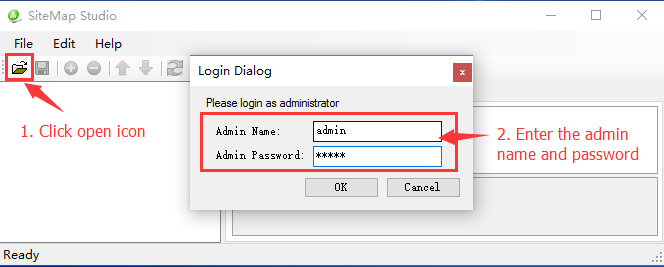 SiteMap Studio
File Edit Help
Login Dialog
x
Please login as administrator
Admin Name: admin
Admin Password: *****
OK Cancel
1. Click open icon
2. Enter the admin
name and password
Ready